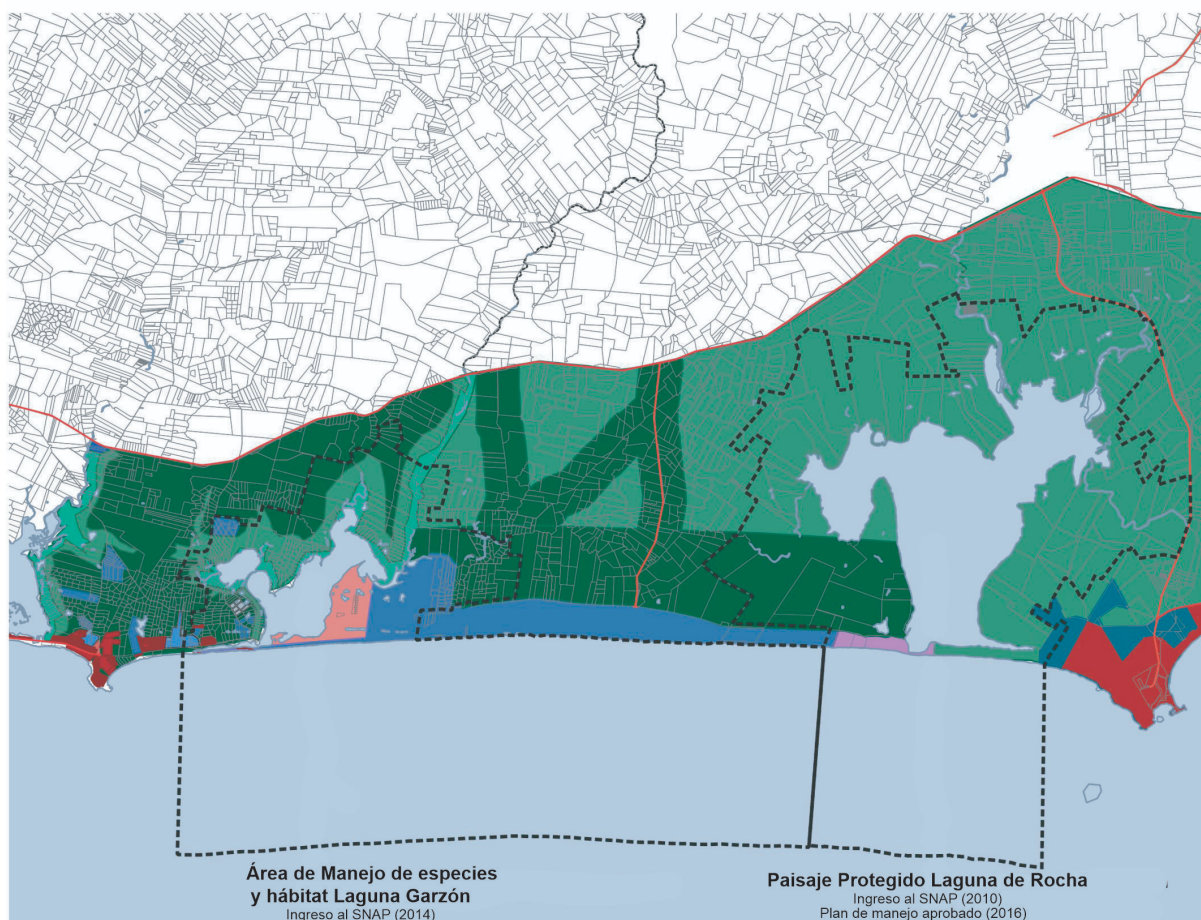 Área de Manejo de especies
y hábitat Laguna Garzón
Ingreso al SNAP (2014)
Paisaje Protegido Laguna de Rocha
Ingreso al SNAP (2010)
Plan de manejo aprobado (2016)